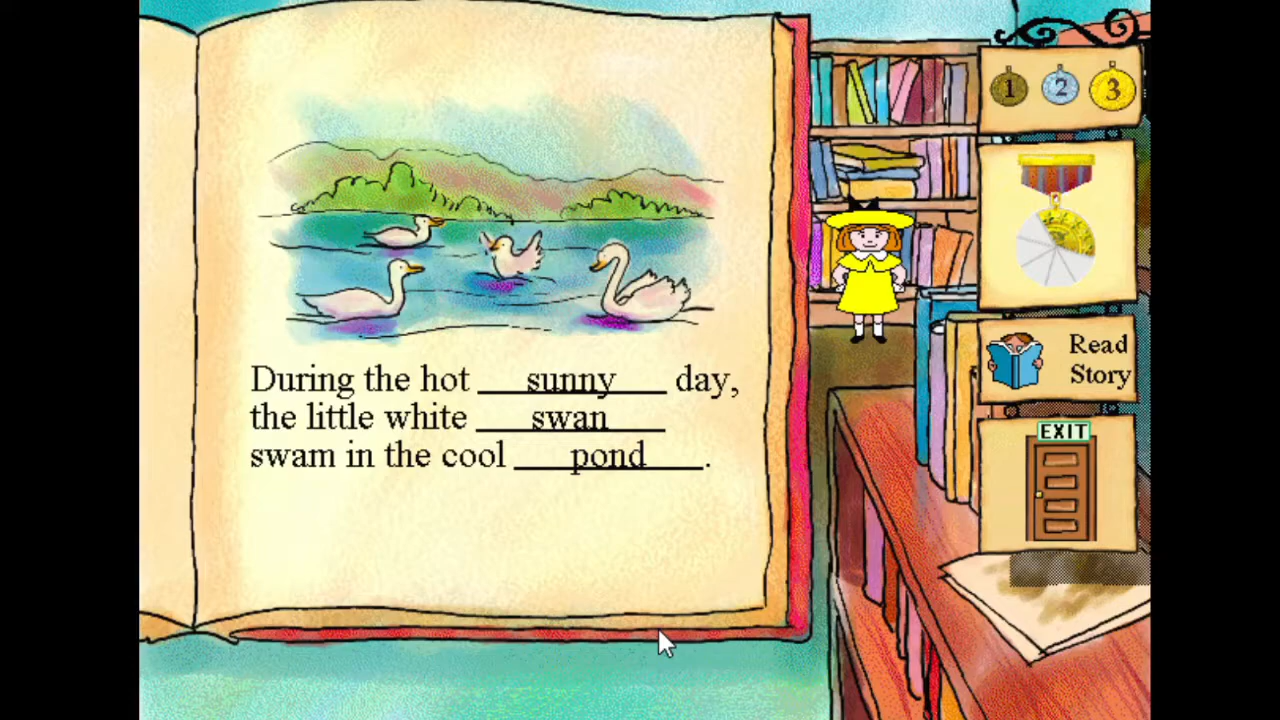 During the hot sunny day,
the little white swan
swam in the cool pond.
1 2 3
Read
Story
EXIT